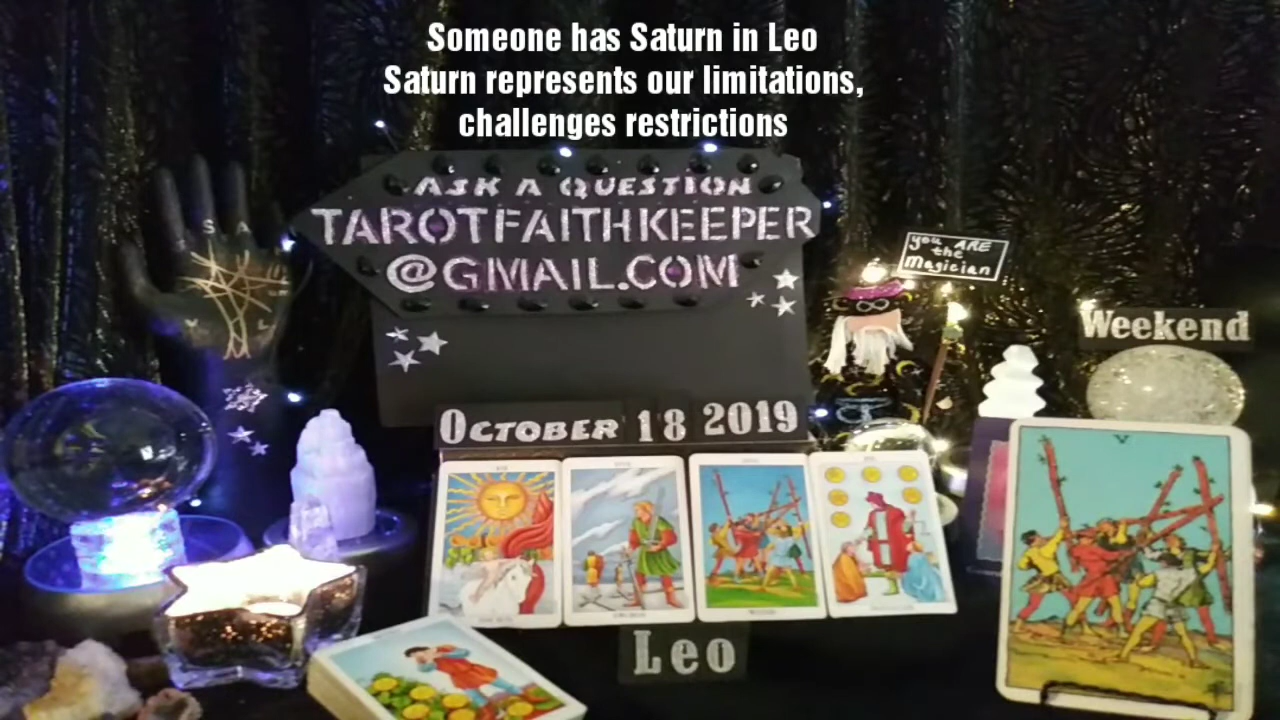 Someone has Saturn in Leo
Saturn represents our limitations,
challenges restrictions
ASK A QUESTION
TAROTFAITHKEEPER
@GMAIL.COM
S A
M L
you ARE
the
Magician
Weekend
OCTOBER 18 2019
V
Leo